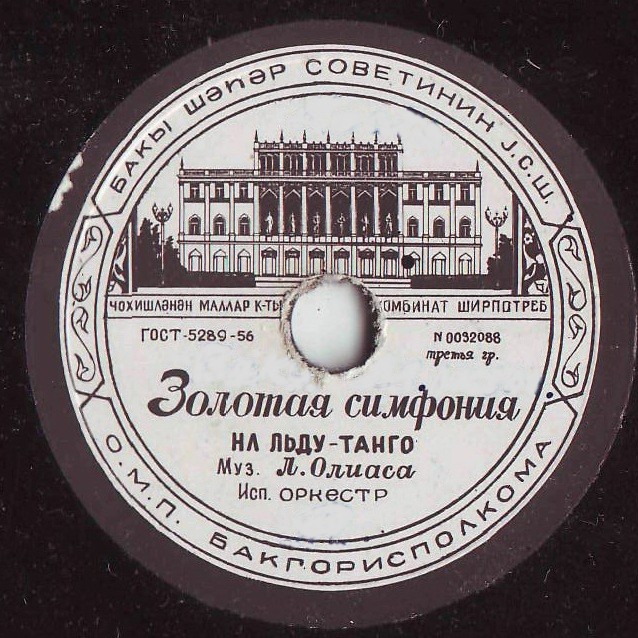 БАКЫ ШӘҺӘР СОВЕТИНИН Ј.С.Ш.
ЧОХИШЛӘНӘН МАЛЛАР К-ТЫ КОМБИНАТ ШИРПОТРЕБ
ГОСТ-5289-56
N 0032088
третья гр.
Золотая симфония
НА ЛЬДУ-ТАНГО
Муз. Л. Олиаса
Исп. ОРКЕСТР
О.М.П. БАКГОРИСПОЛКОМА